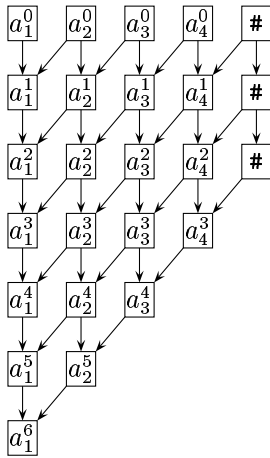 a_1^0 a_2^0 a_3^0 a_4^0 #
a_1^1 a_2^1 a_3^1 a_4^1 #
a_1^2 a_2^2 a_3^2 a_4^2 #
a_1^3 a_2^3 a_3^3 a_4^3
a_1^4 a_2^4 a_3^4
a_1^5 a_2^5
a_1^6